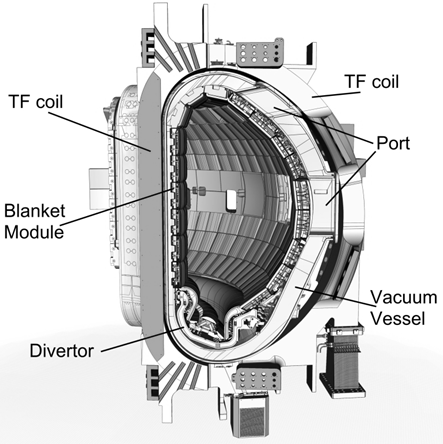 TF coil
TF coil
Port
Blanket
Module
Vacuum
Vessel
Divertor